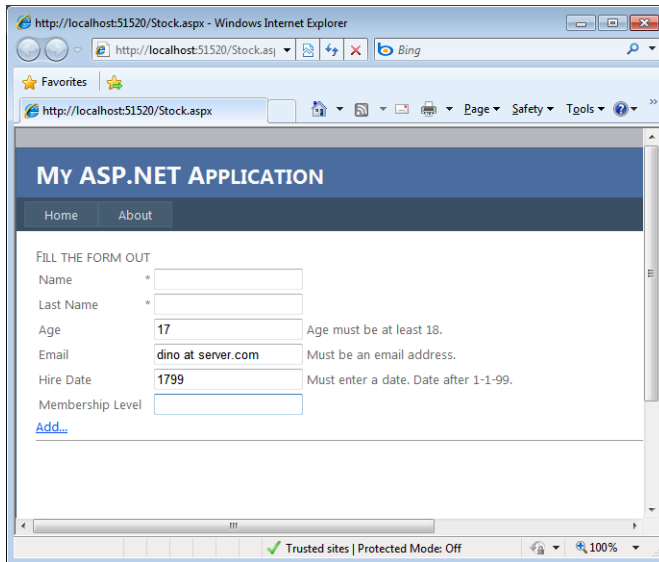 http://localhost:51520/Stock.aspx - Windows Internet Explorer
http://localhost:51520/Stock.as
Bing
Favorites
http://localhost:51520/Stock.aspx
Page Safety Tools
MY ASP.NET APPLICATION
Home About
FILL THE FORM OUT
Name *
Last Name *
Age 17 Age must be at least 18.
Email dino at server.com Must be an email address.
Hire Date 1799 Must enter a date. Date after 1-1-99.
Membership Level
Add...
Trusted sites | Protected Mode: Off 100%